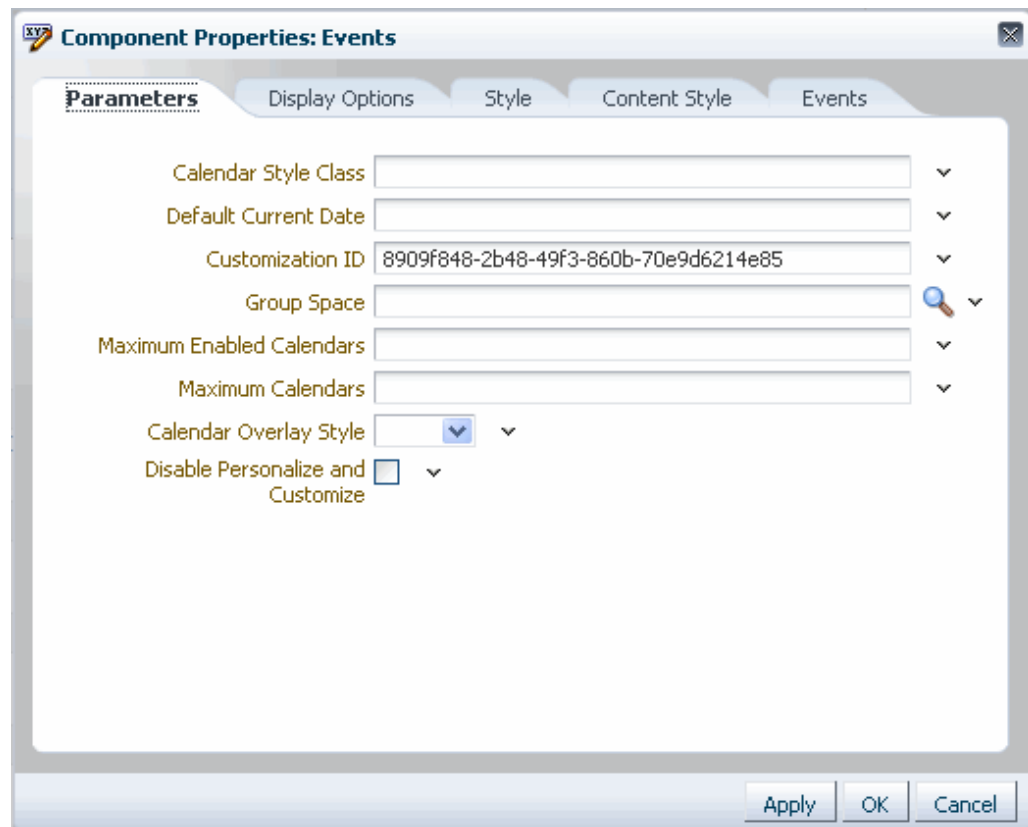 Component Properties: Events
Parameters Display Options Style Content Style Events
Calendar Style Class
Default Current Date
Customization ID 8909f848-2b48-49f3-860b-70e9d6214e85
Group Space
Maximum Enabled Calendars
Maximum Calendars
Calendar Overlay Style
Disable Personalize and
Customize
Apply OK Cancel